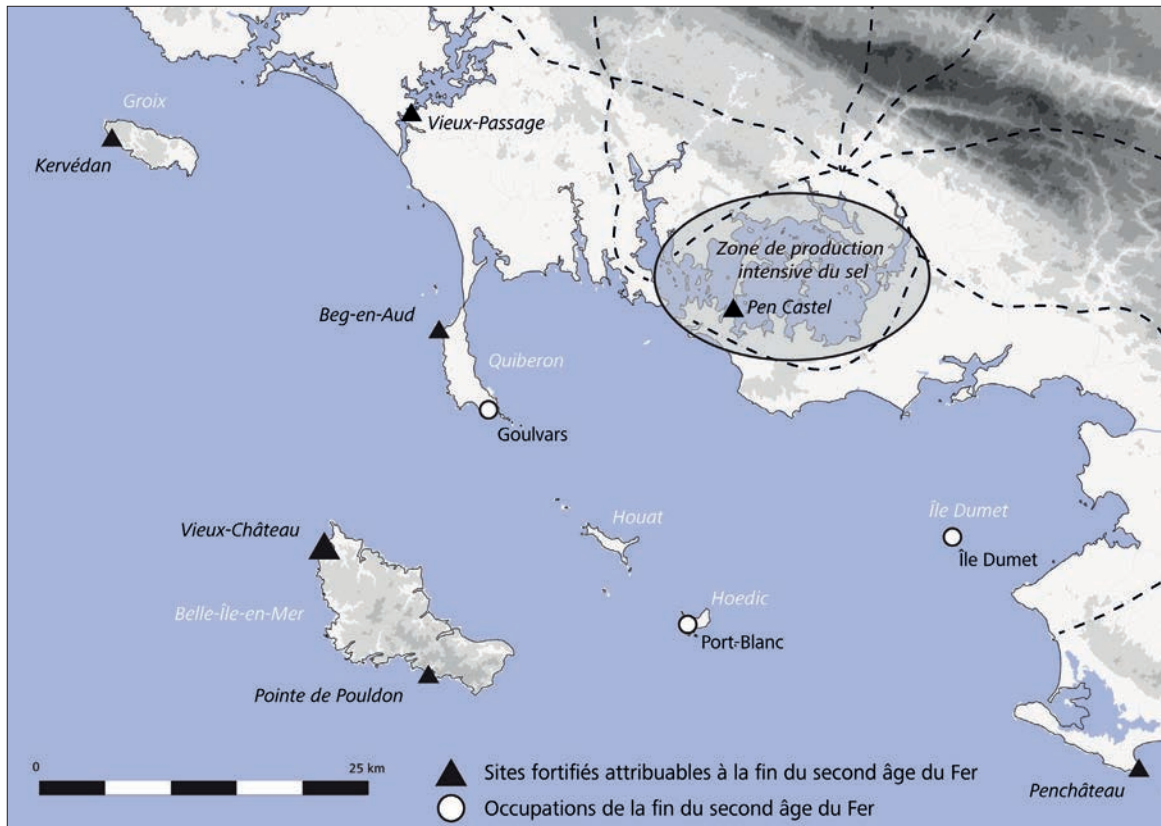 Groix
Vieux-Passage
Kervédan
Zone de production
intensive du sel
Pen Castel
Beg-en-Aud
Quiberon
Goulvars
Vieux-Château
Houat
Île Dumet
Île Dumet
Belle-Île-en-Mer
Hoedic
Port-Blanc
Pointe de Pouldon
0 25 km
Sites fortifiés attribuables à la fin du second âge du Fer
Occupations de la fin du second âge du Fer
Penchâteau